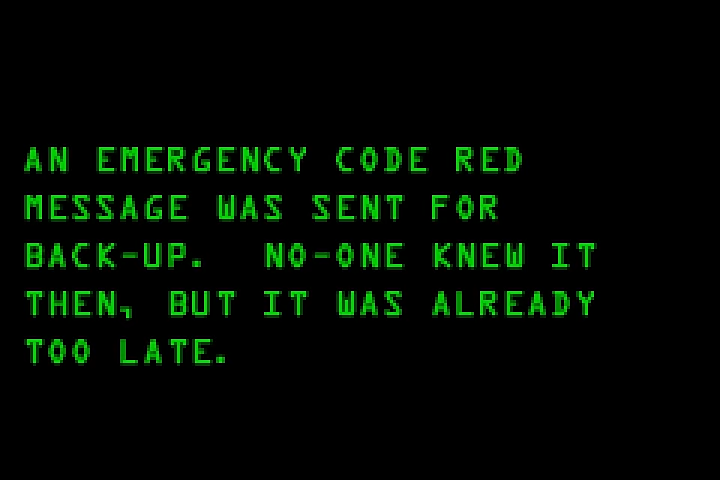 AN EMERGENCY CODE RED
MESSAGE WAS SENT FOR
BACK-UP.  NO-ONE KNEW IT
THEN, BUT IT WAS ALREADY
TOO LATE.